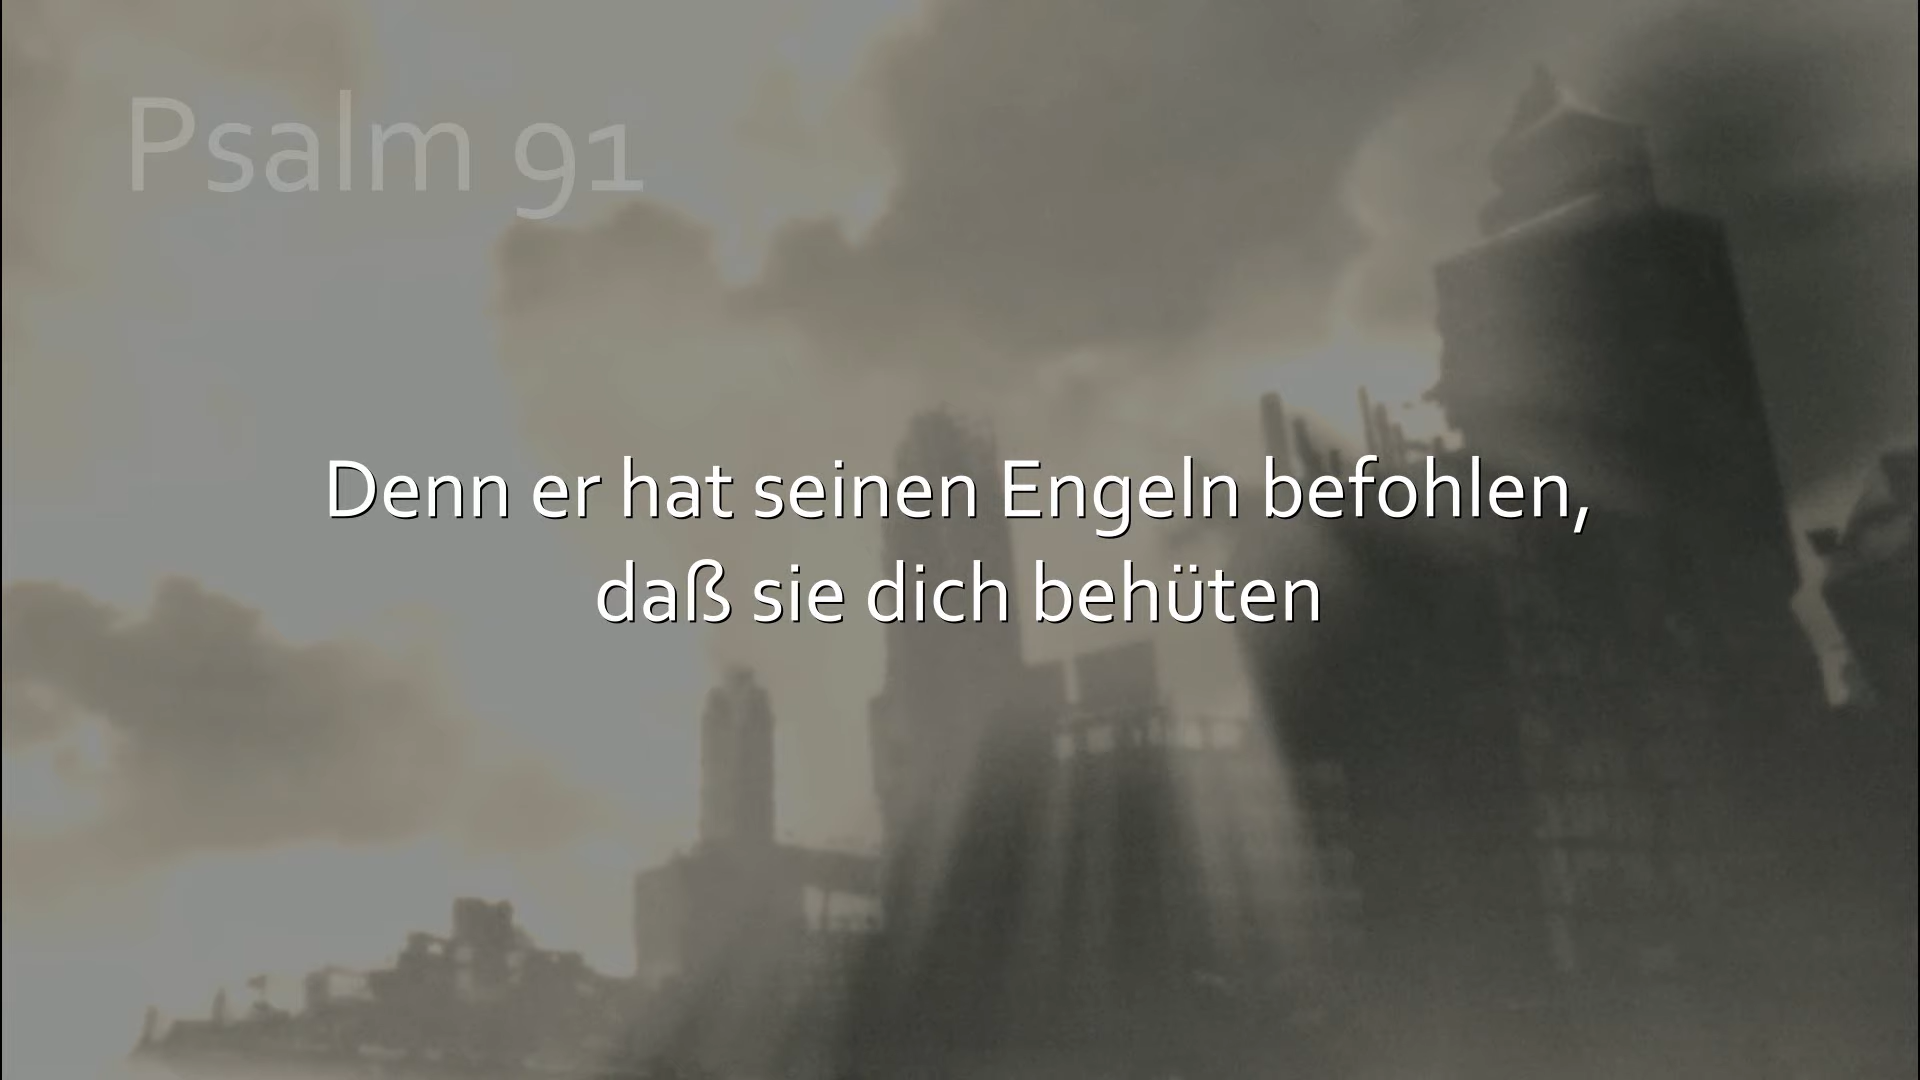 Psalm 91
Denn er hat seinen Engeln befohlen,
daß sie dich behüten